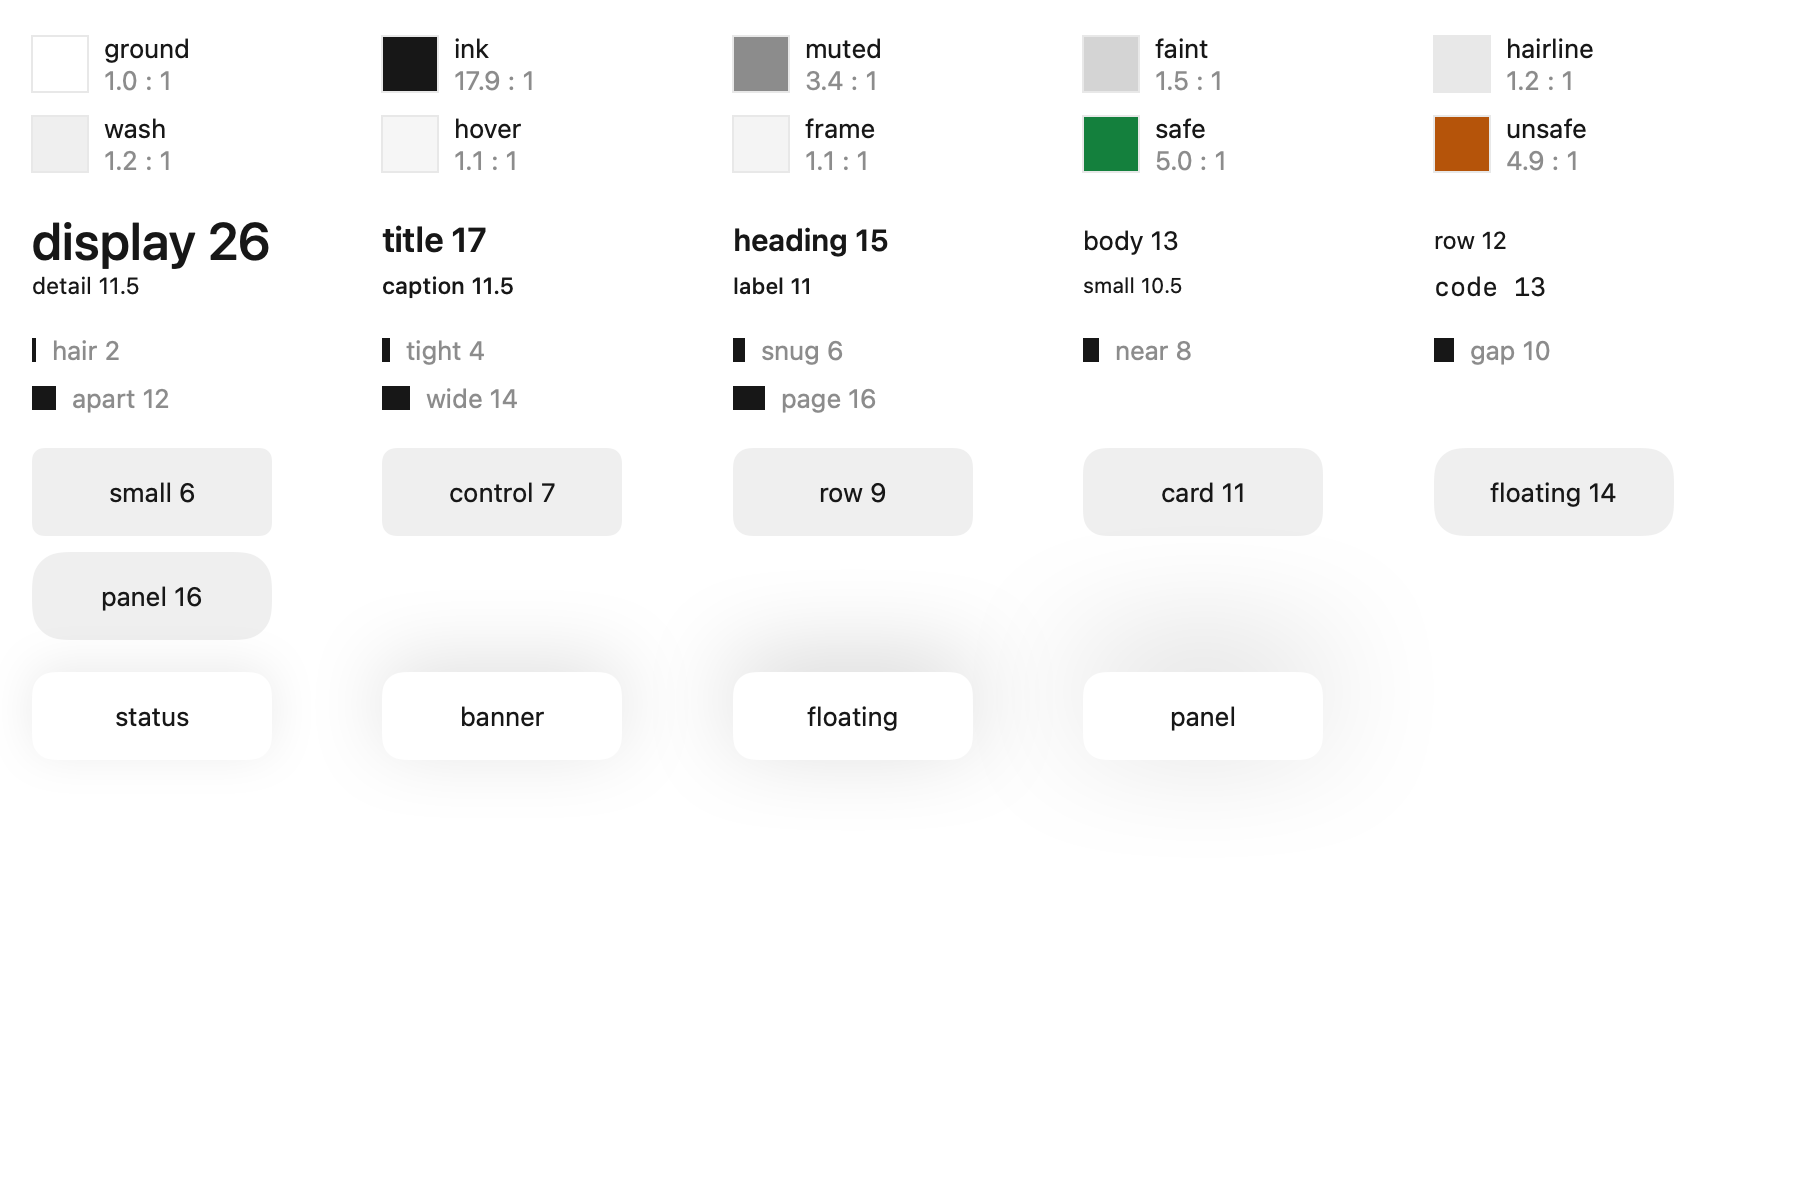 ground
1.0 : 1
ink
17.9 : 1
muted
3.4 : 1
faint
1.5 : 1
hairline
1.2 : 1
wash
1.2 : 1
hover
1.1 : 1
frame
1.1 : 1
safe
5.0 : 1
unsafe
4.9 : 1
display 26
title 17
heading 15
body 13
row 12
detail 11.5
caption 11.5
label 11
small 10.5
code 13
hair 2
tight 4
snug 6
near 8
gap 10
apart 12
wide 14
page 16
small 6
control 7
row 9
card 11
floating 14
panel 16
status
banner
floating
panel